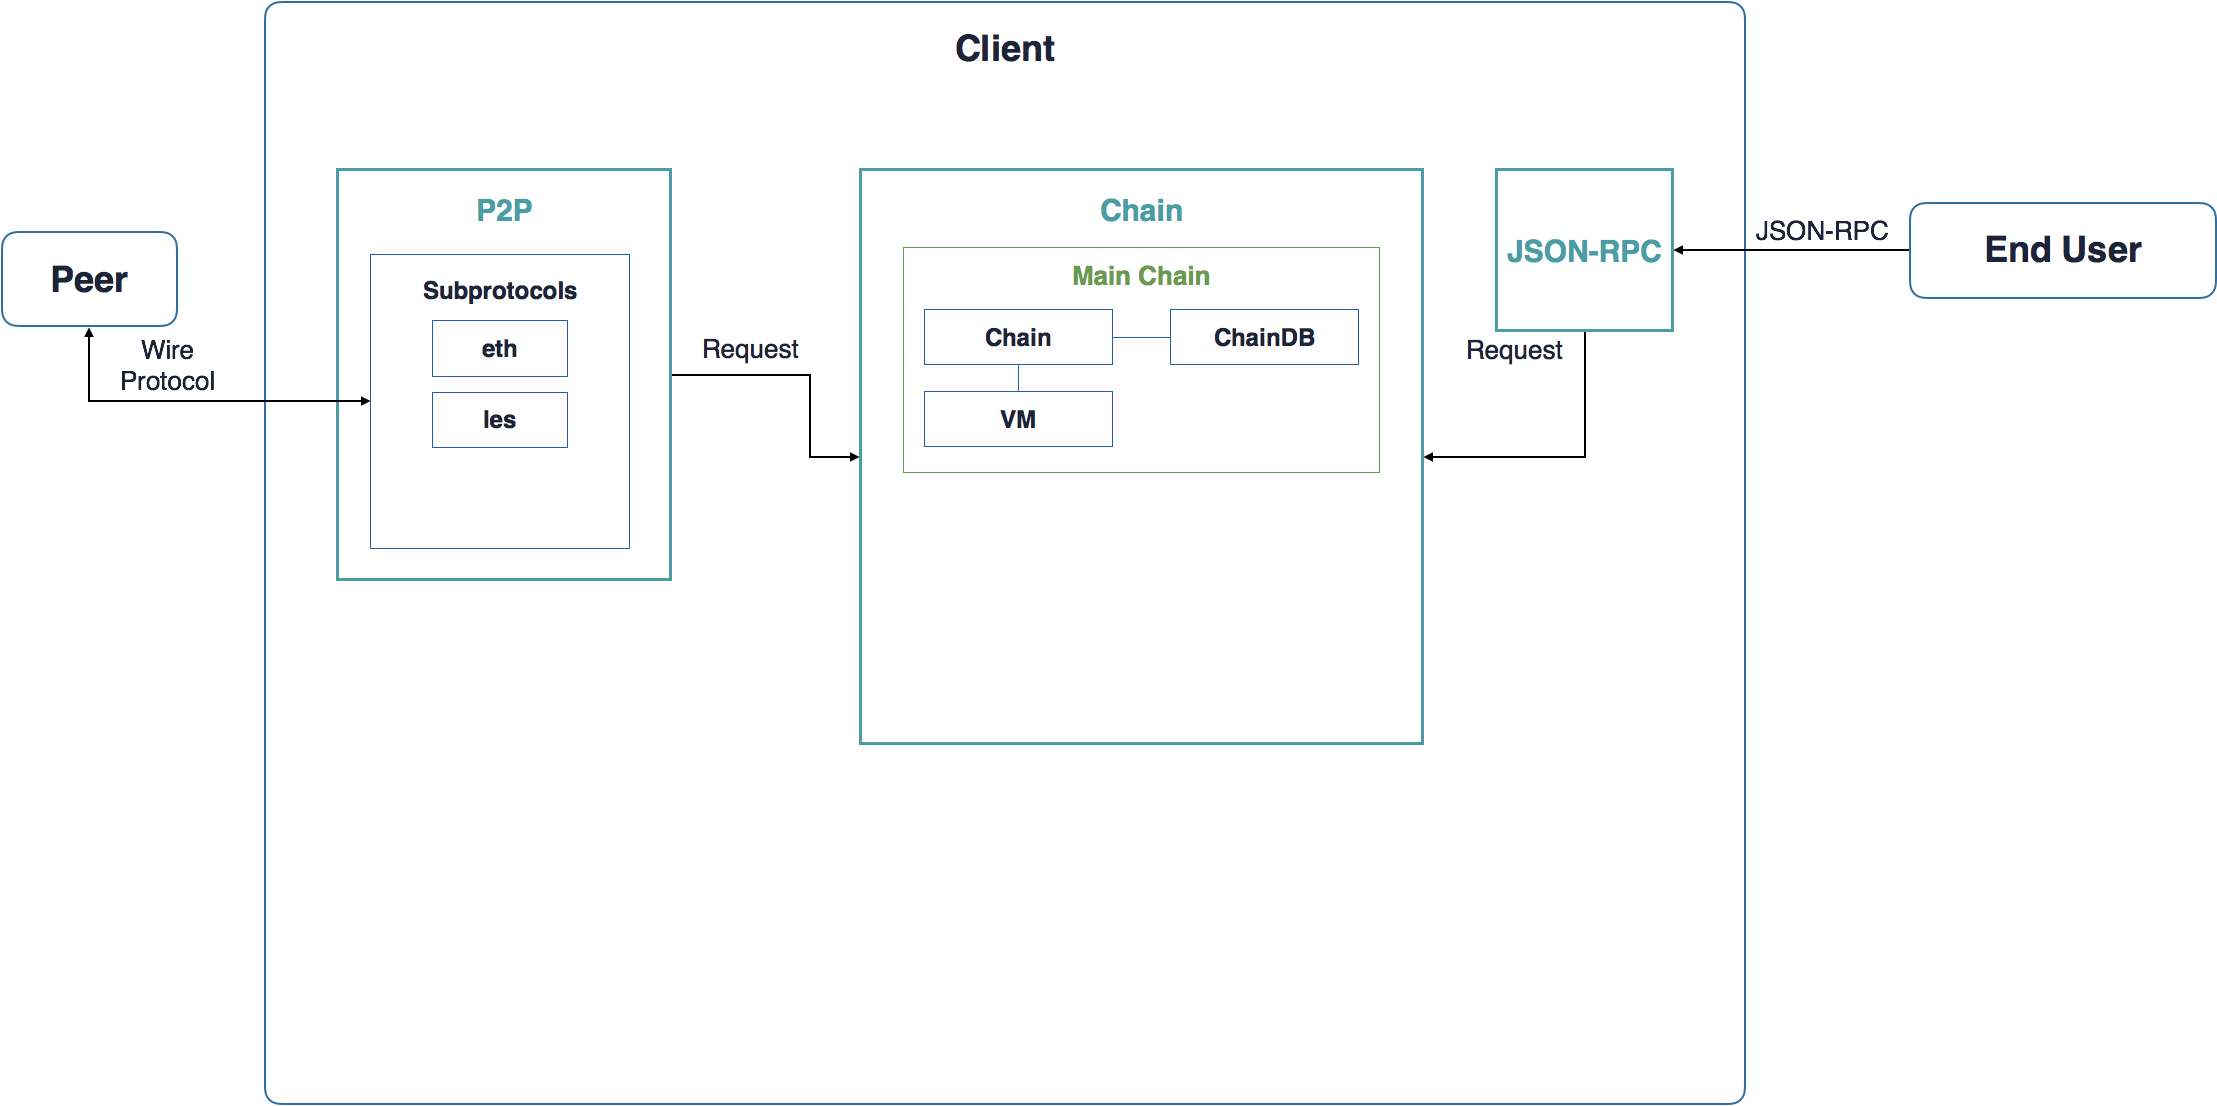 Client
Peer
Wire
Protocol
P2P
Subprotocols
eth
les
Request
Chain
Main Chain
Chain
ChainDB
VM
JSON-RPC
Request
JSON-RPC
End User